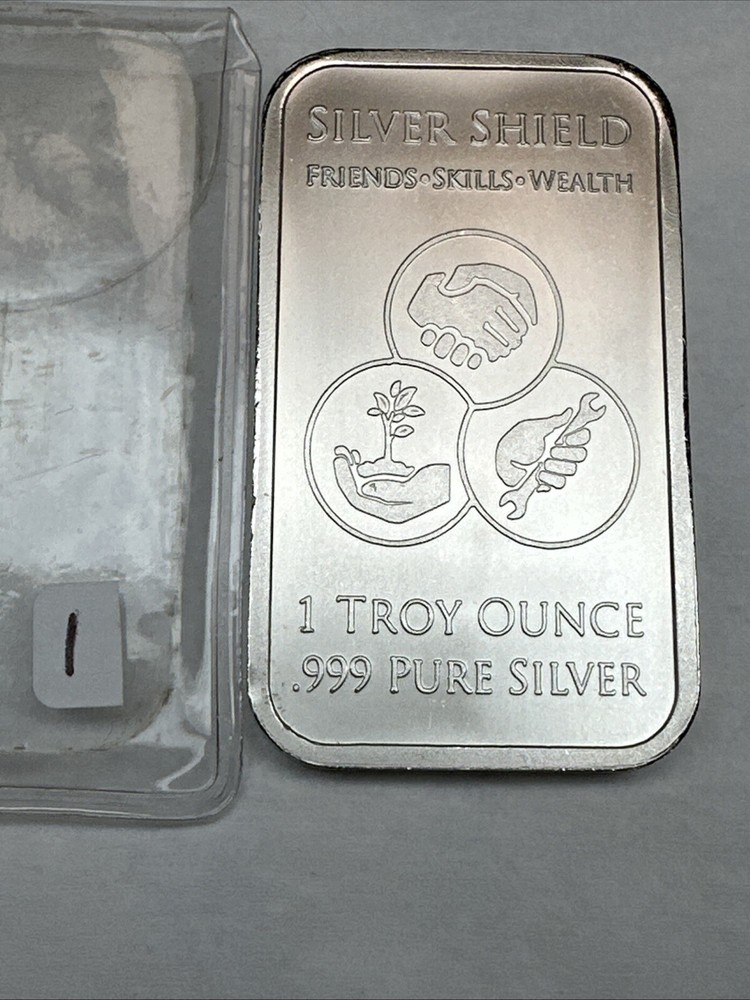 SILVER SHIELD
FRIENDS•SKILLS•WEALTH
1 TROY OUNCE
.999 PURE SILVER
1